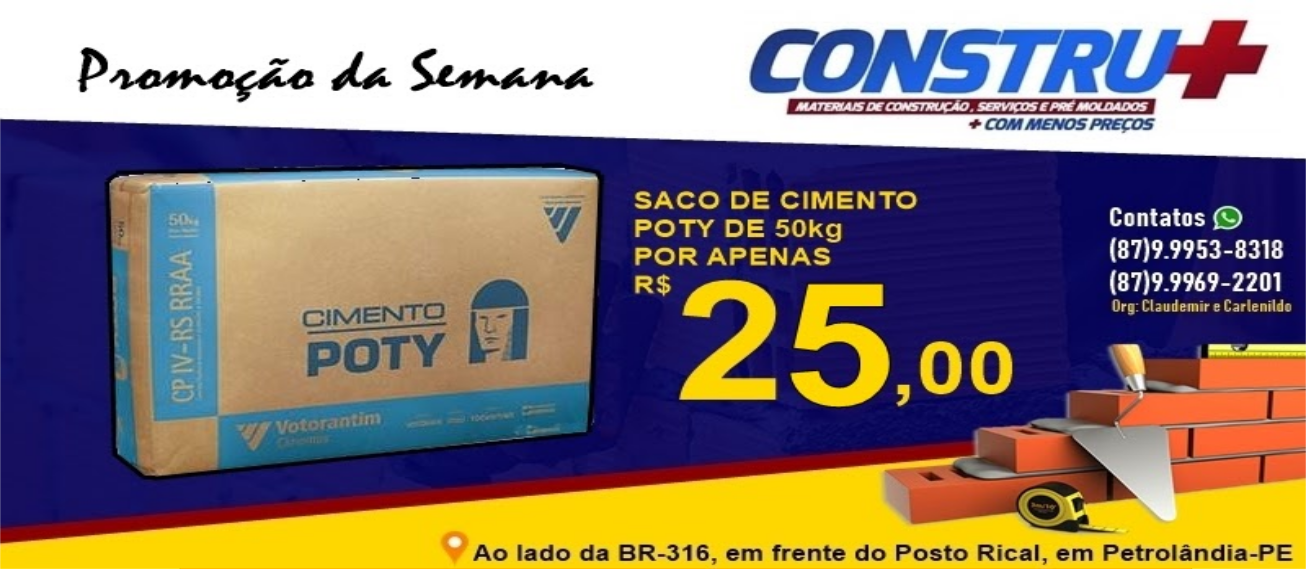 Promoção da Semana
CONSTRU+
MATERIAIS DE CONSTRUÇÃO, SERVIÇOS E PRÉ MOLDADOS
+ COM MENOS PREÇOS
50kg
CP IV-RS RRAA
CIMENTO
POTY
Votorantim
Cimentos
SACO DE CIMENTO
POTY DE 50kg
POR APENAS
R$
25,00
Contatos
(87)9.9953-8318
(87)9.9969-2201
Org: Claudemir e Carlenildo
Ao lado da BR-316, em frente do Posto Rical, em Petrolândia-PE